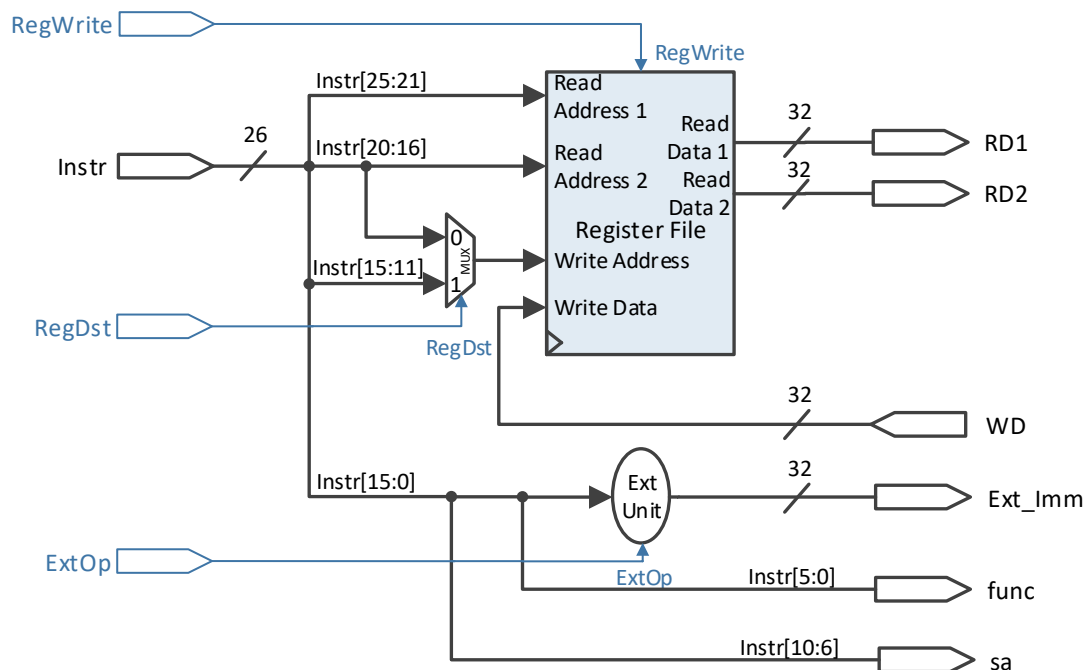 RegWrite
RegWrite
Instr[25:21]
Read
Address 1
26
Instr
Instr[20:16]
Read
Address 2
Read
Data 1
32
RD1
Read
Data 2
32
RD2
Register File
0
MUX
1
Write Address
Instr[15:11]
Write Data
RegDst
RegDst
32
WD
Instr[15:0]
Ext
Unit
32
Ext_Imm
ExtOp
ExtOp
Instr[5:0]
func
Instr[10:6]
sa